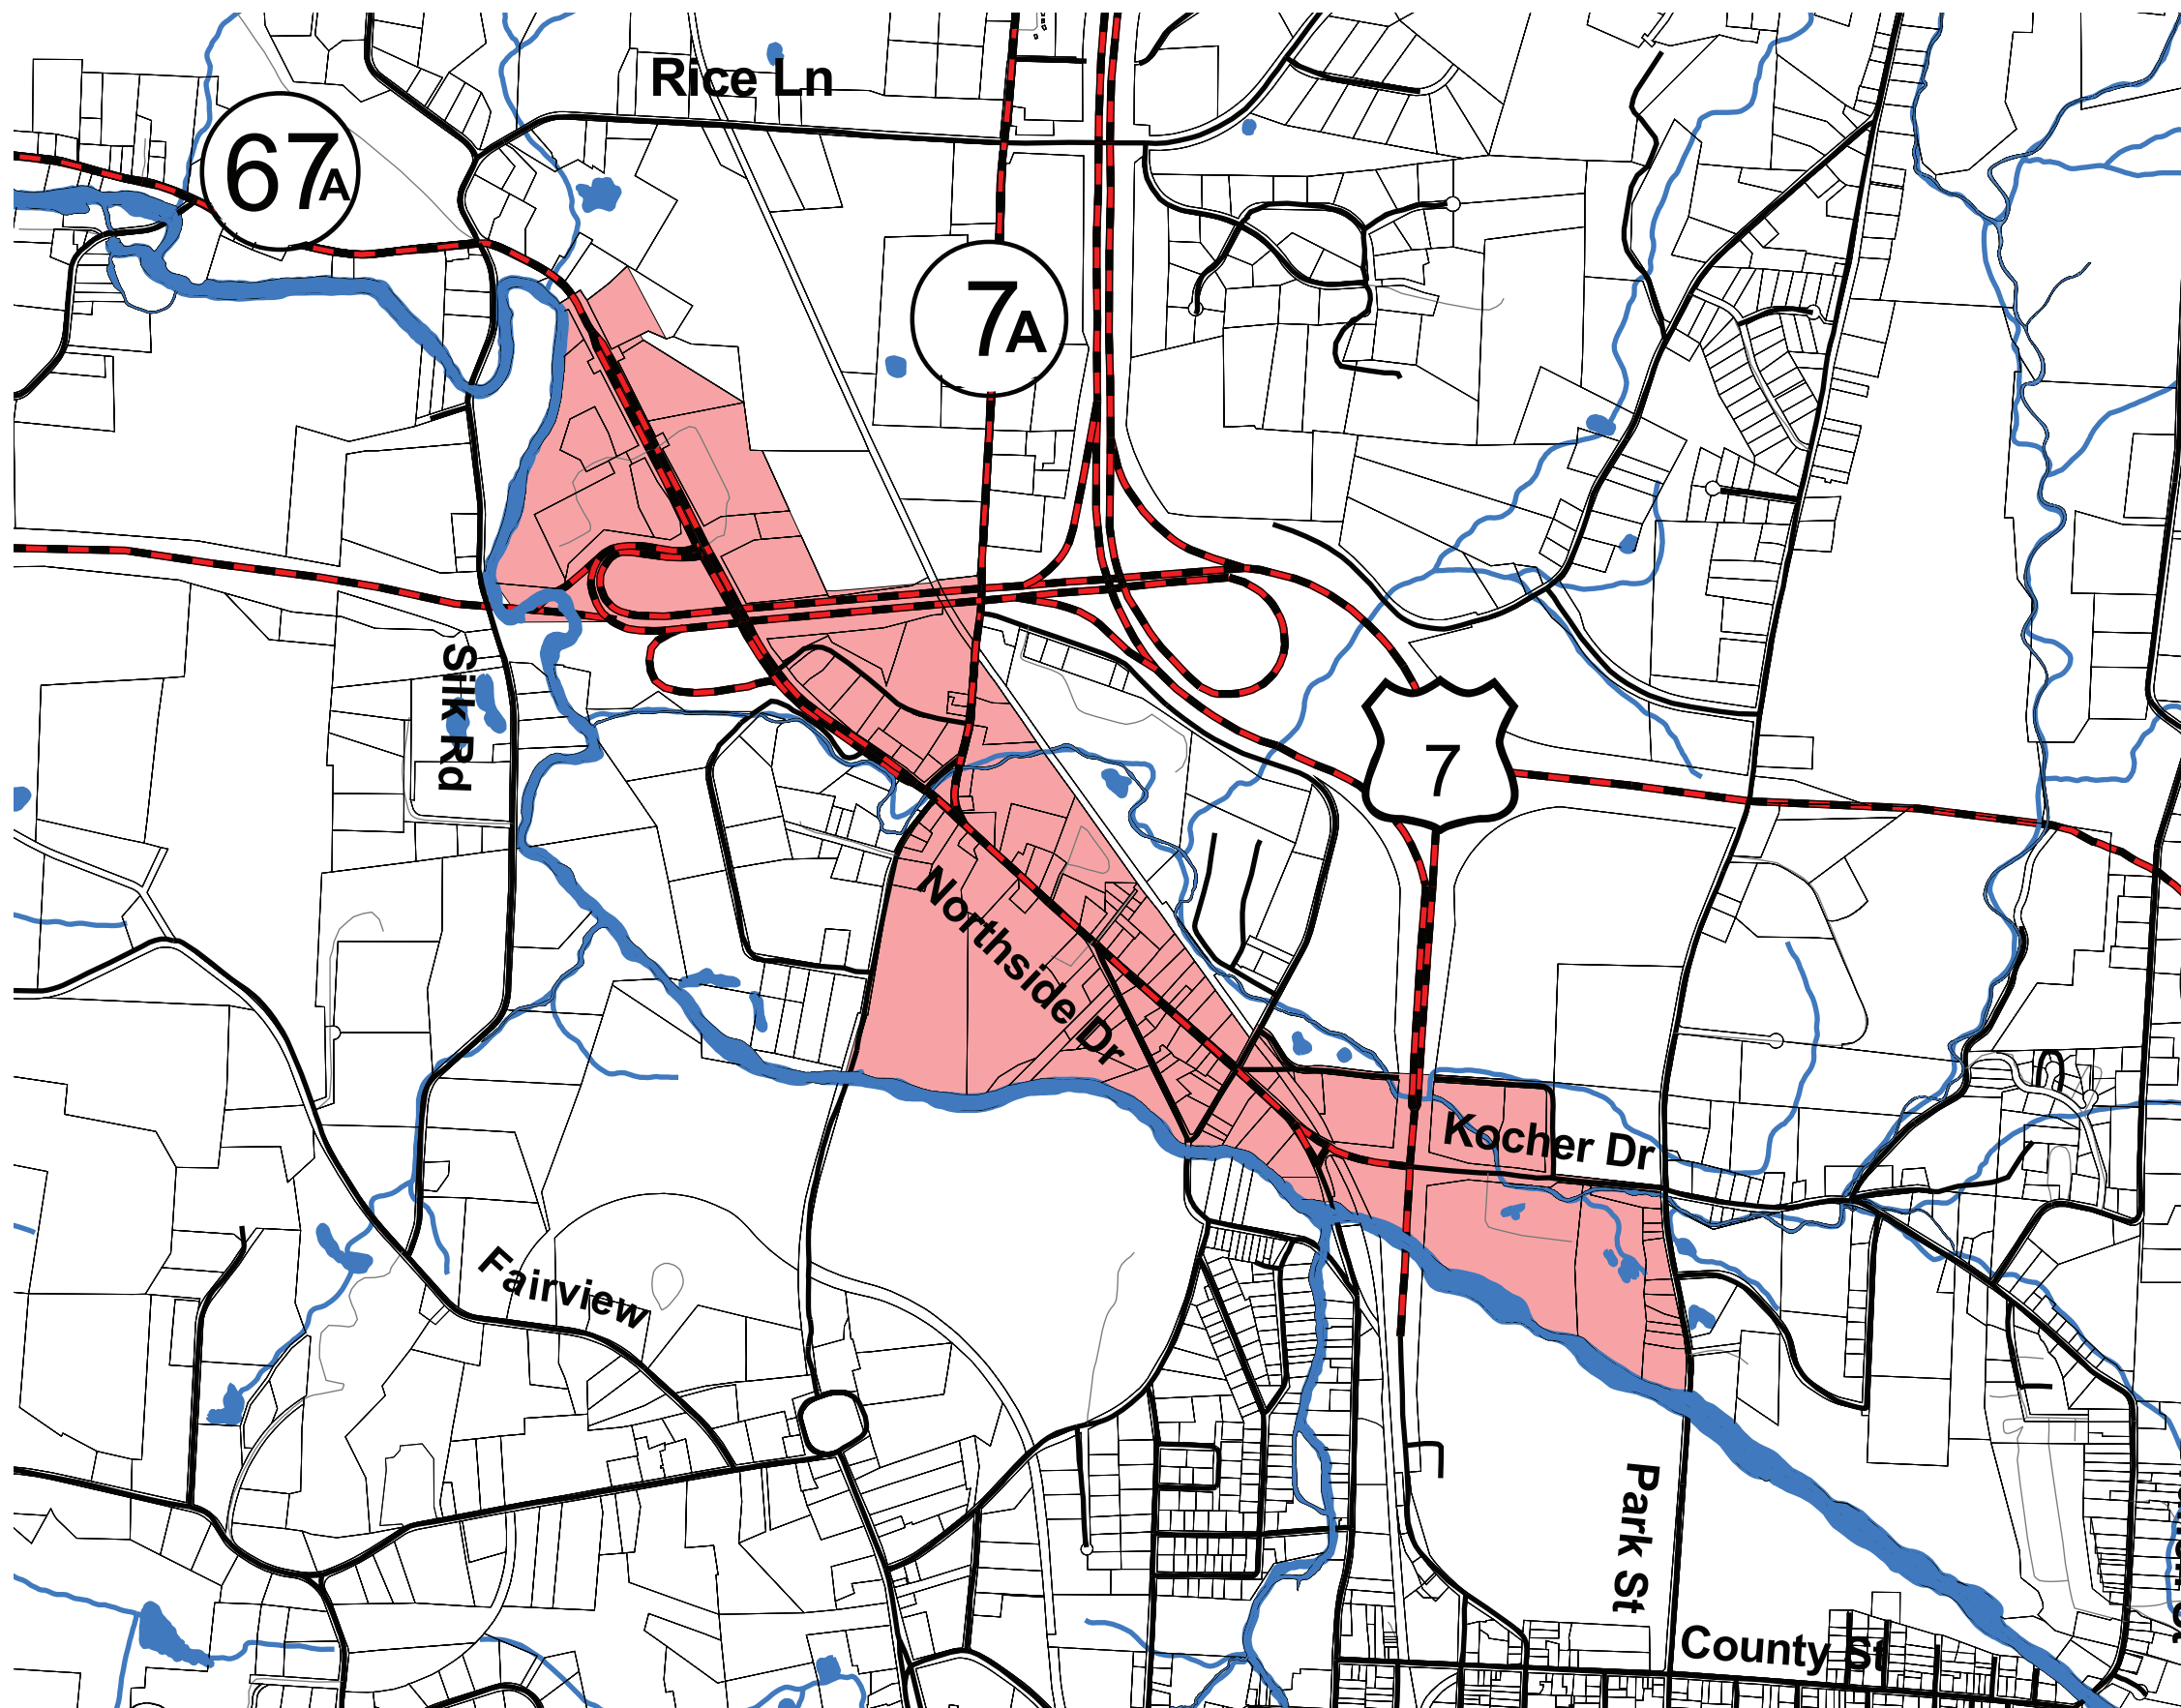 Rice Ln
67A
7A
Silk Rd
7
Northside Dr
Kocher Dr
Fairview
Park St
County St